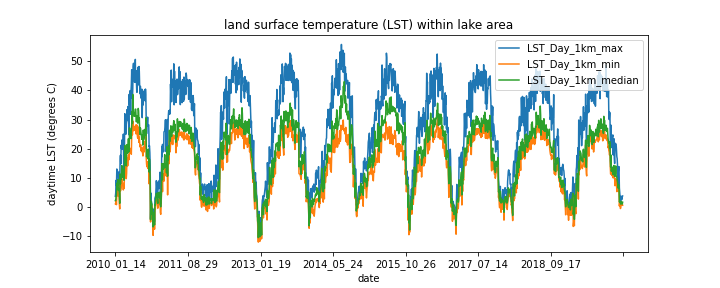 land surface temperature (LST) within lake area
LST_Day_1km_max
LST_Day_1km_min
LST_Day_1km_median
daytime LST (degrees C)
50
40
30
20
10
0
−10
2010_01_14 2011_08_29 2013_01_19 2014_05_24 2015_10_26 2017_07_14 2018_09_17
date